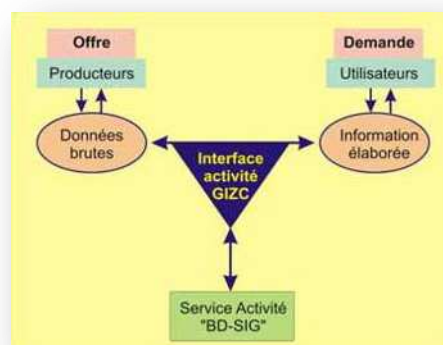 Offre
Demande
Producteurs
Utilisateurs
Données
brutes
Information
élaborée
Interface
activité
GIZC
Service Activité
"BD-SIG"